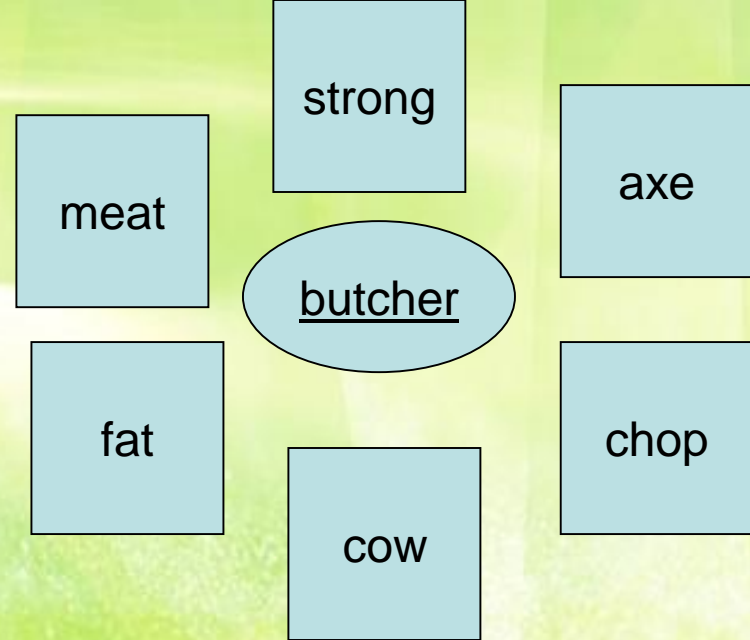 strong
axe
meat
butcher
fat
chop
cow